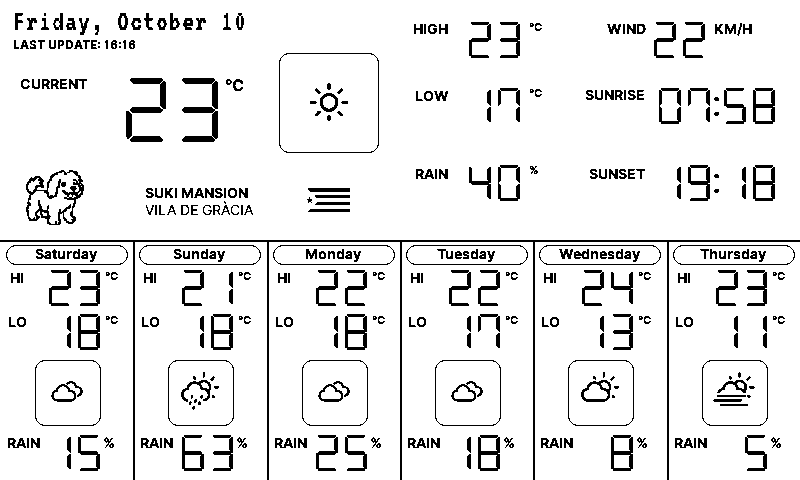 Friday, October 10
LAST UPDATE: 16:16
CURRENT 23 °C
HIGH 23 °C
LOW 17 °C
RAIN 40 %
WIND 22 KM/H
SUNRISE 07:58
SUNSET 19:18
SUKI MANSION
VILA DE GRÀCIA
Saturday
HI 23 °C
LO 18 °C
RAIN 15 %
Sunday
HI 21 °C
LO 18 °C
RAIN 63 %
Monday
HI 22 °C
LO 18 °C
RAIN 25 %
Tuesday
HI 22 °C
LO 17 °C
RAIN 18 %
Wednesday
HI 24 °C
LO 13 °C
RAIN 8 %
Thursday
HI 23 °C
LO 11 °C
RAIN 5 %